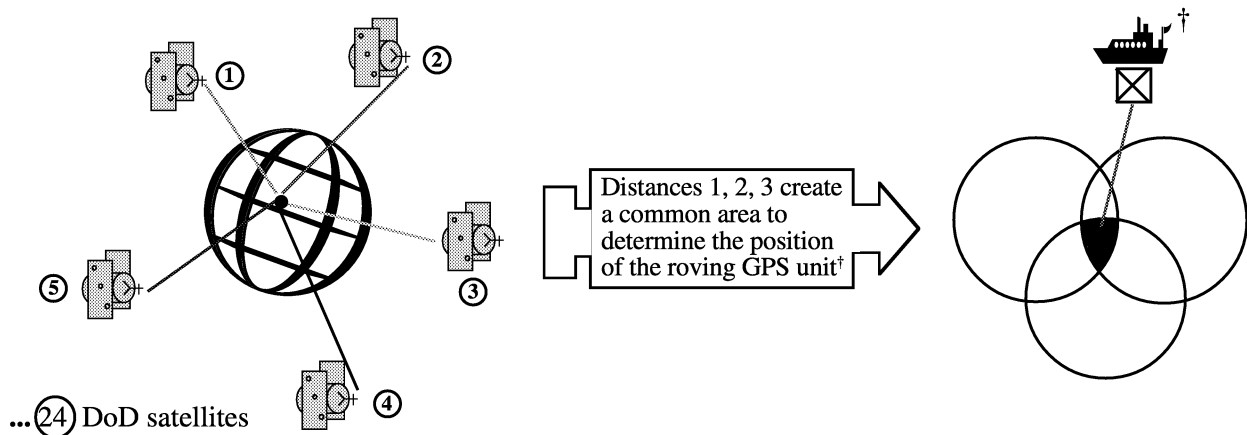 ①
②
③
④
⑤
... ㉔ DoD satellites
Distances 1, 2, 3 create
a common area to
determine the position
of the roving GPS unit†
†